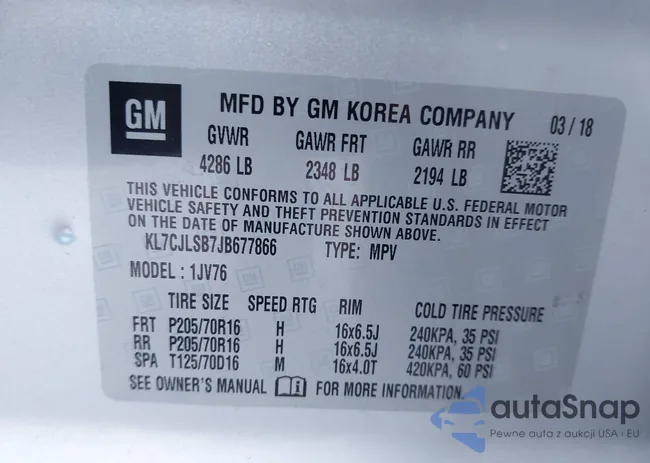 GM
MFD BY GM KOREA COMPANY 03 / 18
GVWR GAWR FRT GAWR RR
4286 LB 2348 LB 2194 LB
THIS VEHICLE CONFORMS TO ALL APPLICABLE U.S. FEDERAL MOTOR
VEHICLE SAFETY AND THEFT PREVENTION STANDARDS IN EFFECT
ON THE DATE OF MANUFACTURE SHOWN ABOVE.
KL7CJLSB7JB677866 TYPE: MPV
MODEL : 1JV76
TIRE SIZE SPEED RTG RIM COLD TIRE PRESSURE
FRT P205/70R16 H 16x6.5J 240KPA, 35 PSI
RR P205/70R16 H 16x6.5J 240KPA, 35 PSI
SPA T125/70D16 M 16x4.0T 420KPA, 60 PSI
SEE OWNER'S MANUAL FOR MORE INFORMATION.
autaSnap
Pewne auta z aukcji USA i EU